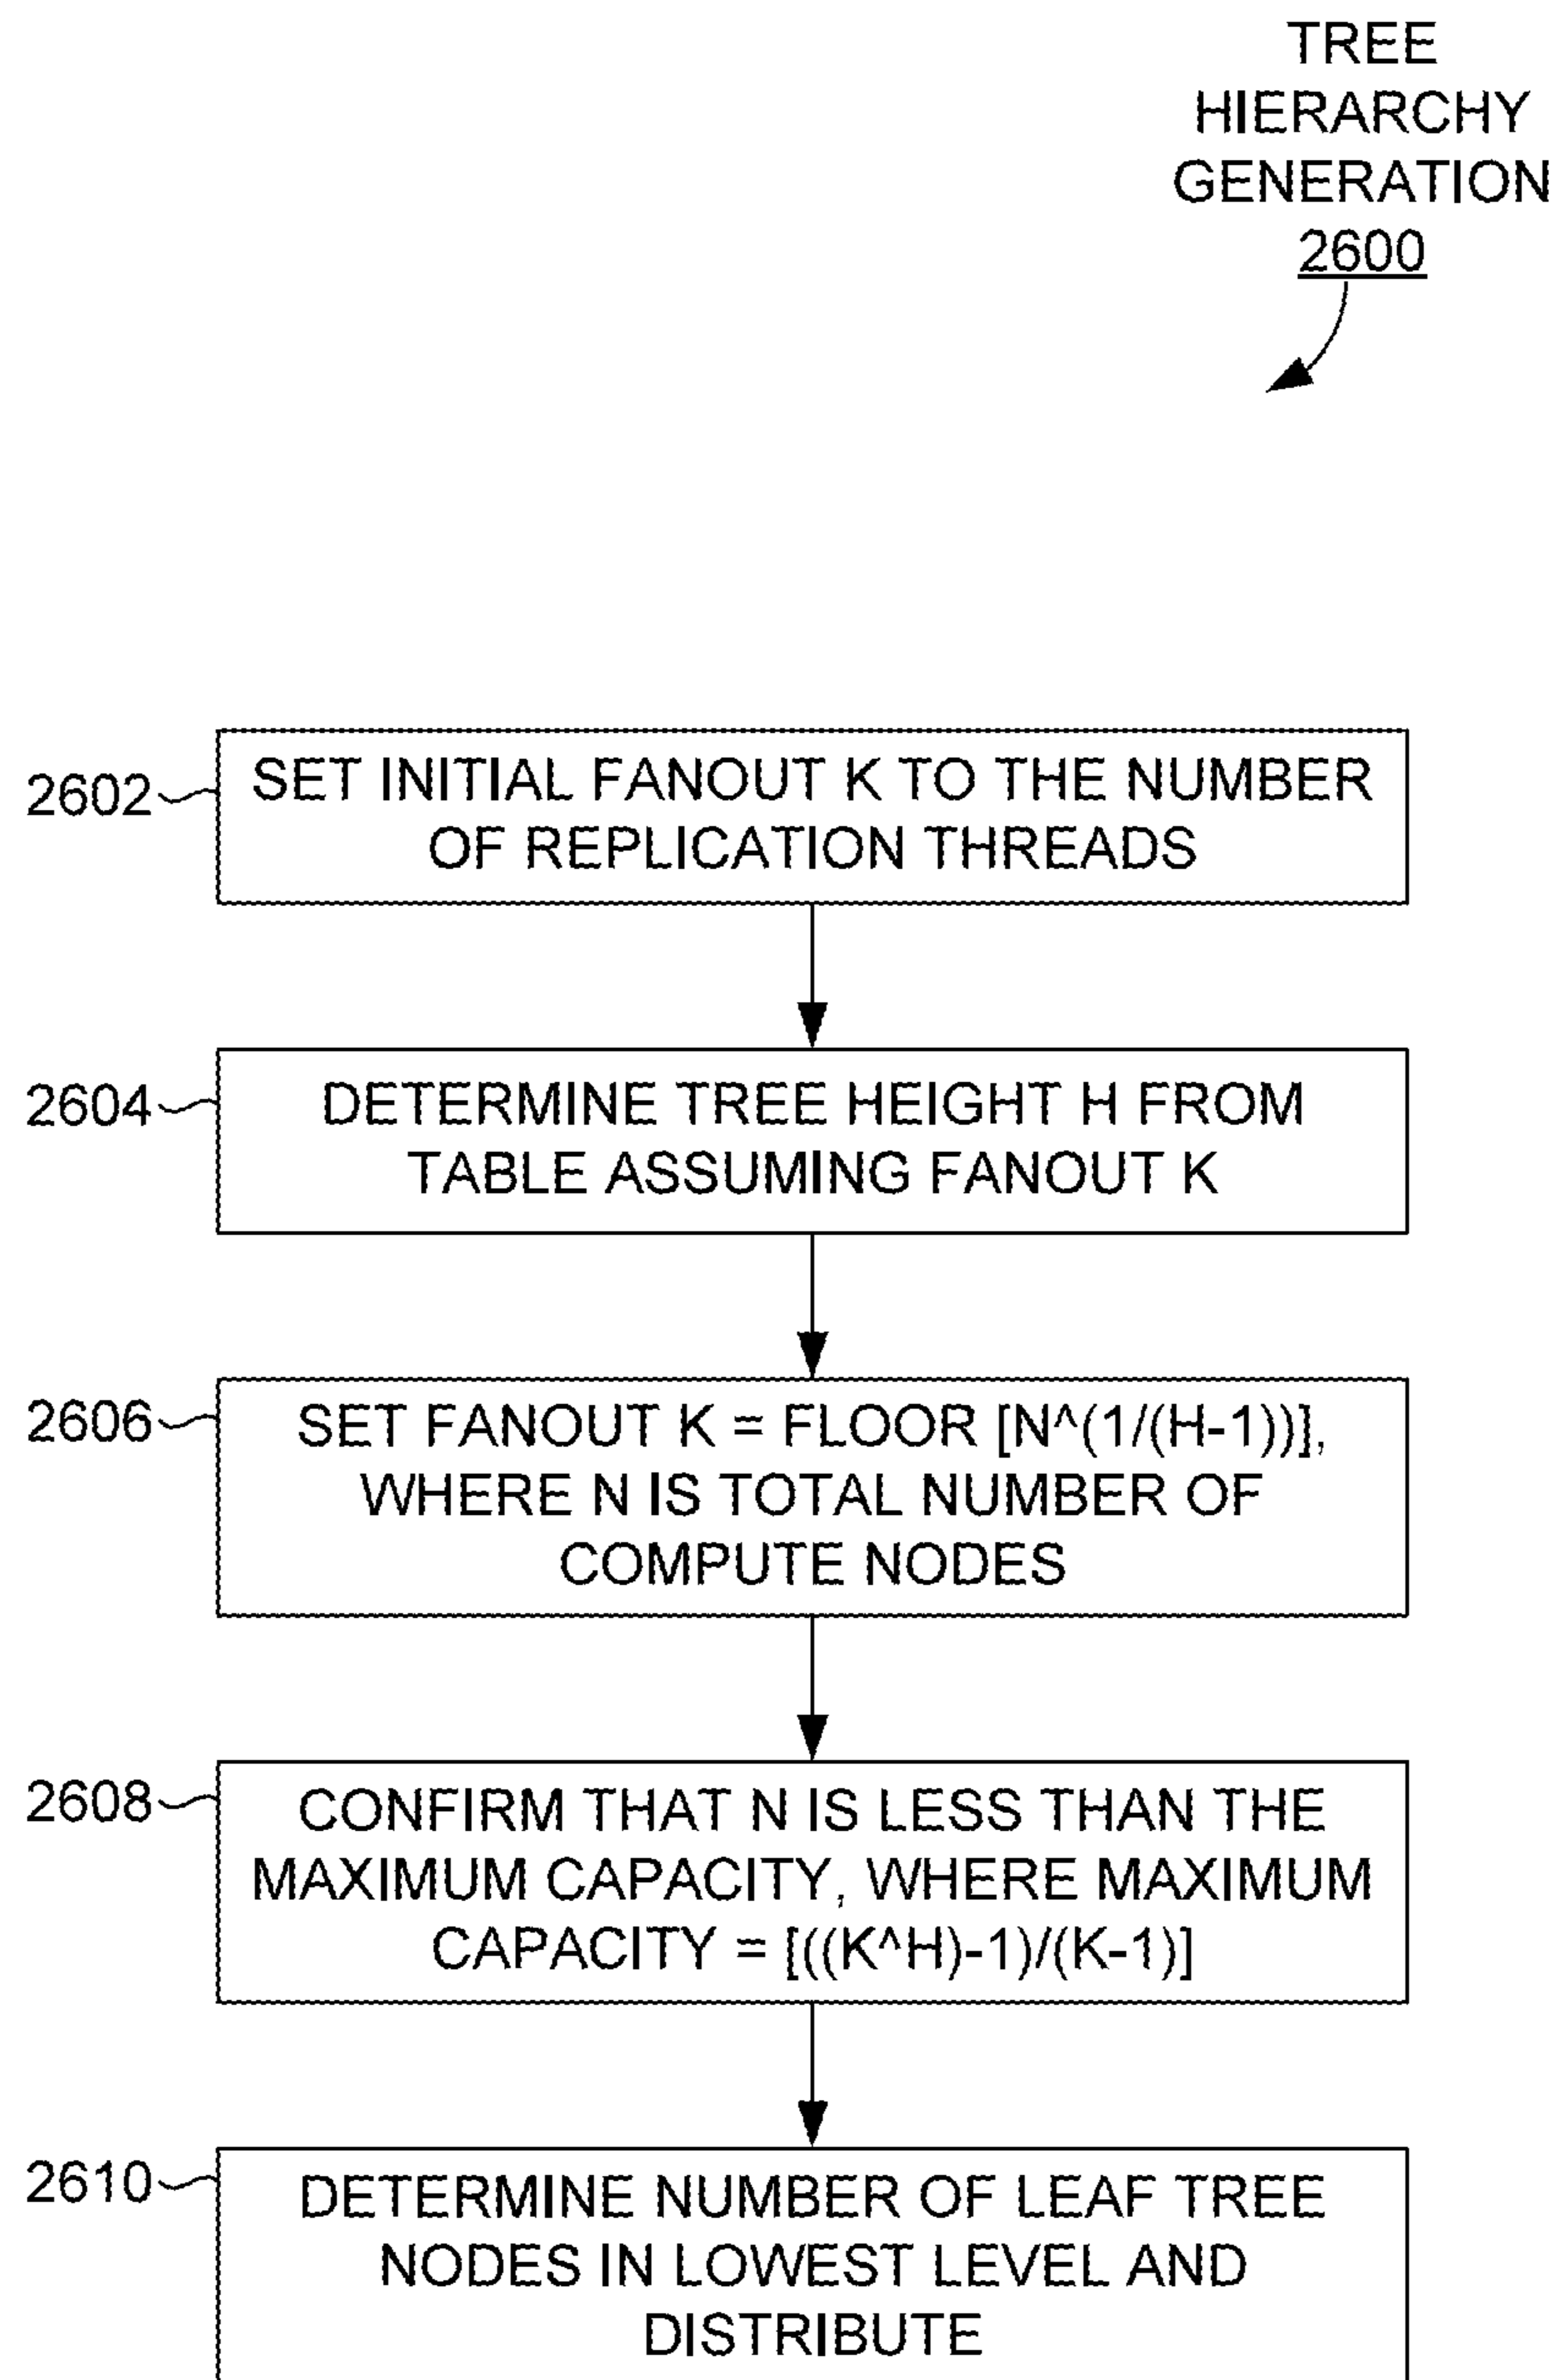 TREE
HIERARCHY
GENERATION
2600
2602
SET INITIAL FANOUT K TO THE NUMBER
OF REPLICATION THREADS
2604
DETERMINE TREE HEIGHT H FROM
TABLE ASSUMING FANOUT K
2606
SET FANOUT K = FLOOR [N^(1/(H-1))],
WHERE N IS TOTAL NUMBER OF
COMPUTE NODES
2608
CONFIRM THAT N IS LESS THAN THE
MAXIMUM CAPACITY, WHERE MAXIMUM
CAPACITY = [((K^H)-1)/(K-1)]
2610
DETERMINE NUMBER OF LEAF TREE
NODES IN LOWEST LEVEL AND
DISTRIBUTE